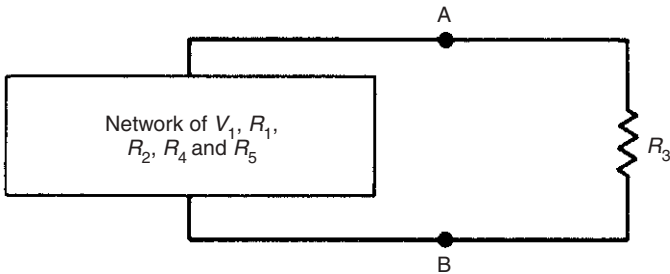 A
Network of V₁, R₁,
R₂, R₄ and R₅
R₃
B